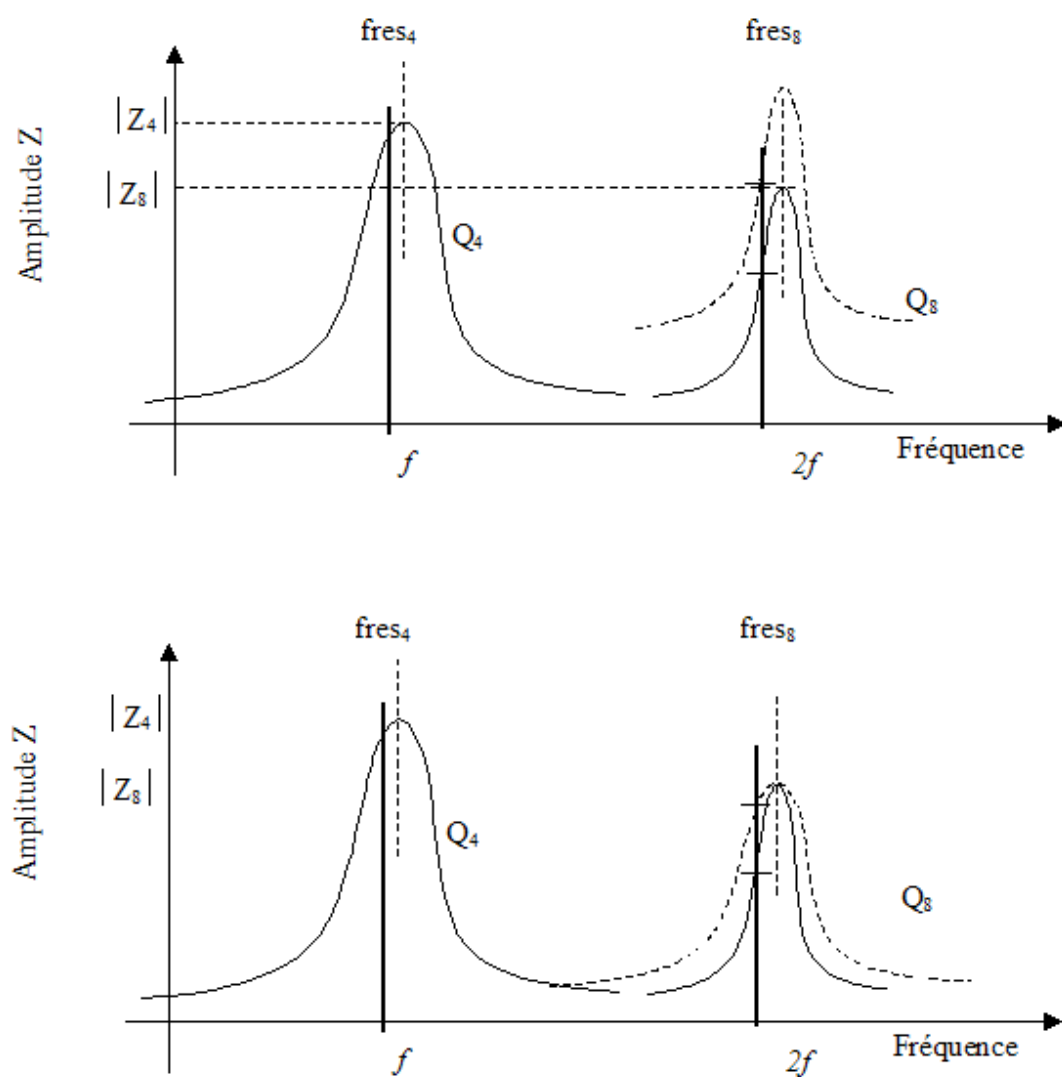 fres₄ fres₈
|Z₄|
|Z₈|
Amplitude Z
Q₄
Q₈
Fréquence
f 2f
fres₄ fres₈
|Z₄|
|Z₈|
Amplitude Z
Q₄
Q₈
Fréquence
f 2f